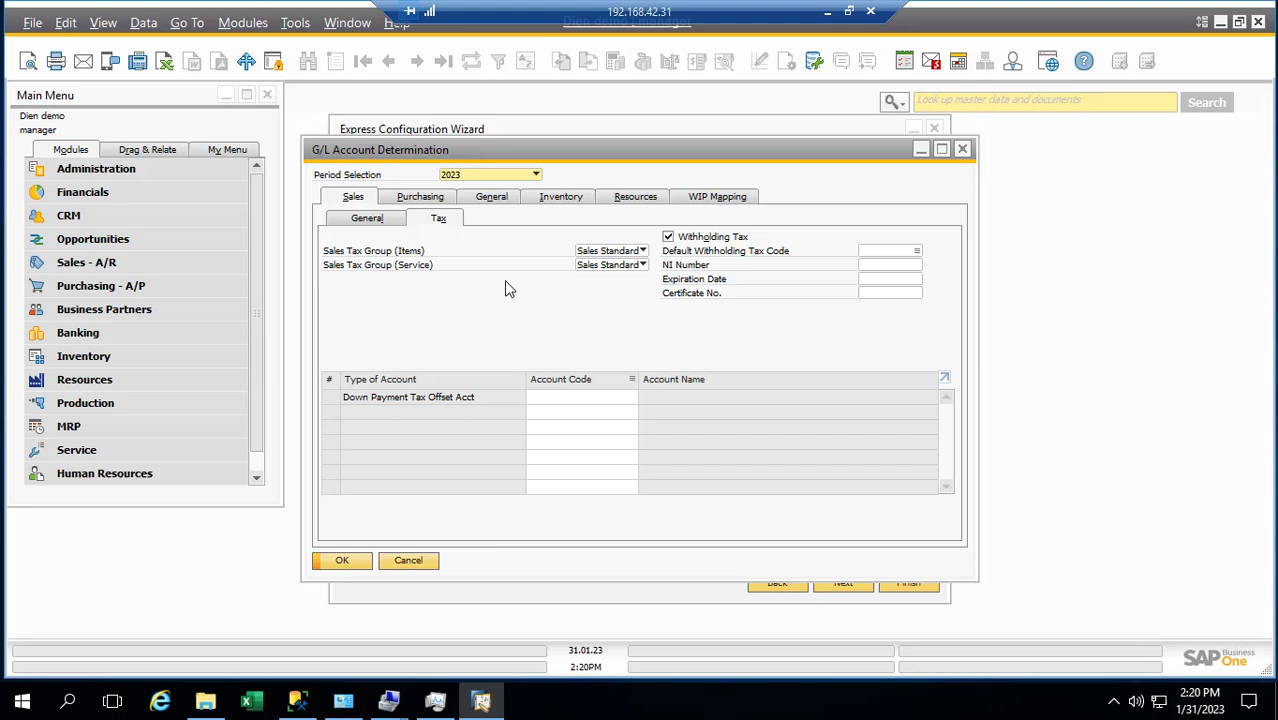 192.168.42.31
File Edit View Data Go To Modules Tools Window Help
Dien demo | manager
Main Menu
Dien demo
manager
Modules Drag & Relate My Menu
Administration
Financials
CRM
Opportunities
Sales - A/R
Purchasing - A/P
Business Partners
Banking
Inventory
Resources
Production
MRP
Service
Human Resources
Look up master data and documents
Search
Express Configuration Wizard
G/L Account Determination
Period Selection 2023
Sales Purchasing General Inventory Resources WIP Mapping
General Tax
Sales Tax Group (Items) Sales Standard
Sales Tax Group (Service) Sales Standard
Withholding Tax
Default Withholding Tax Code
NI Number
Expiration Date
Certificate No.
# Type of Account Account Code Account Name
Down Payment Tax Offset Acct
OK Cancel
Back Next Finish
31.01.23
2:20PM
SAP Business One
2:20 PM
1/31/2023